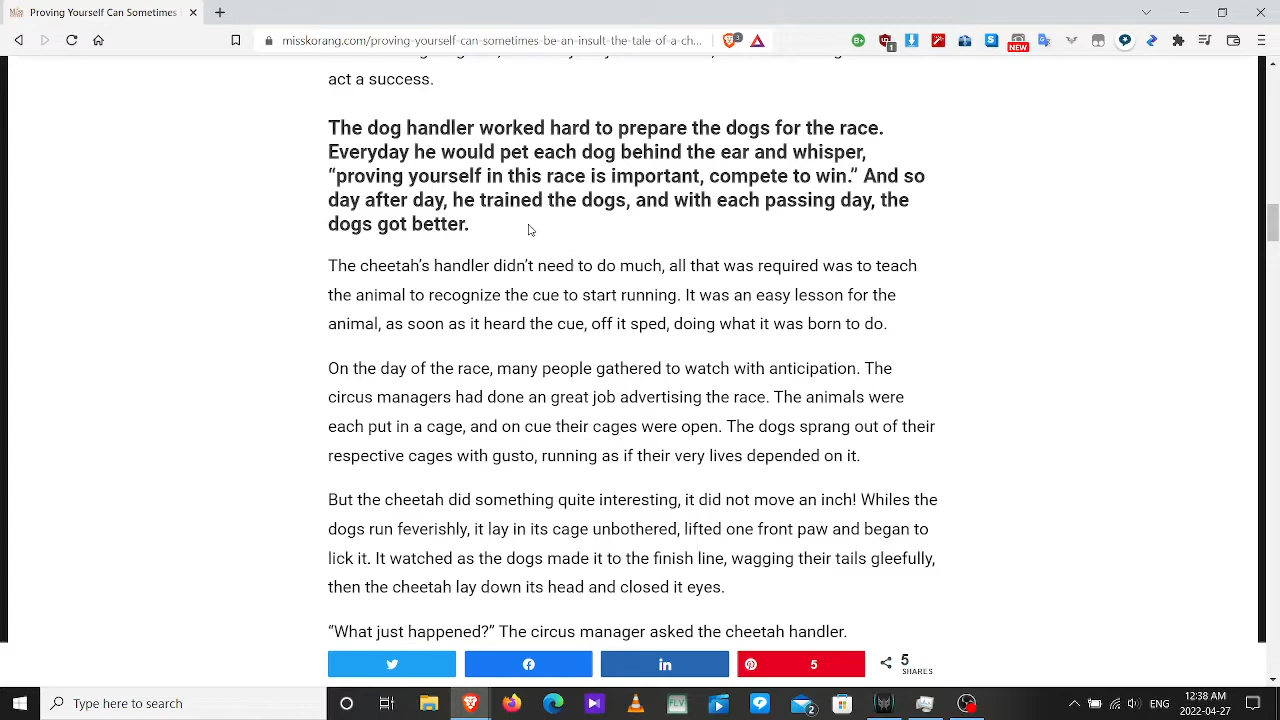 Proving Yourself Can Sometimes
misskorang.com/proving-yourself-can-sometimes-be-an-insult-the-tale-of-a-ch...
act a success.
The dog handler worked hard to prepare the dogs for the race.
Everyday he would pet each dog behind the ear and whisper,
“proving yourself in this race is important, compete to win.” And so
day after day, he trained the dogs, and with each passing day, the
dogs got better.
The cheetah’s handler didn’t need to do much, all that was required was to teach
the animal to recognize the cue to start running. It was an easy lesson for the
animal, as soon as it heard the cue, off it sped, doing what it was born to do.
On the day of the race, many people gathered to watch with anticipation. The
circus managers had done an great job advertising the race. The animals were
each put in a cage, and on cue their cages were open. The dogs sprang out of their
respective cages with gusto, running as if their very lives depended on it.
But the cheetah did something quite interesting, it did not move an inch! Whiles the
dogs run feverishly, it lay in its cage unbothered, lifted one front paw and began to
lick it. It watched as the dogs made it to the finish line, wagging their tails gleefully,
then the cheetah lay down its head and closed it eyes.
“What just happened?” The circus manager asked the cheetah handler.
5
5
SHARES
Type here to search
FLV
2
ENG
12:38 AM
2022-04-27
B+
1
NEW
3